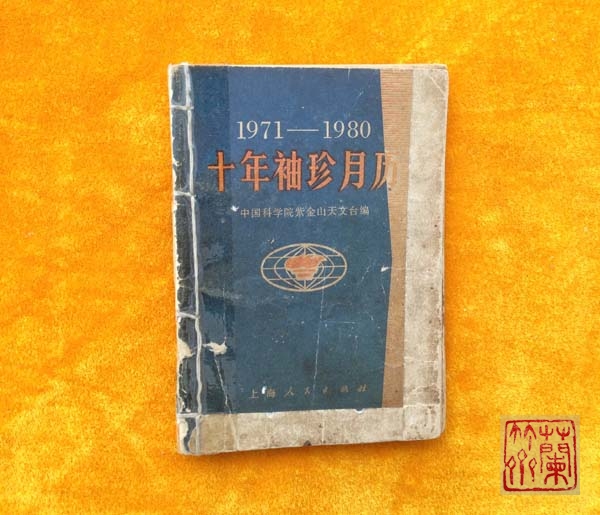 1971—1980
十年袖珍月历
中国科学院紫金山天文台编
上海人民出版社